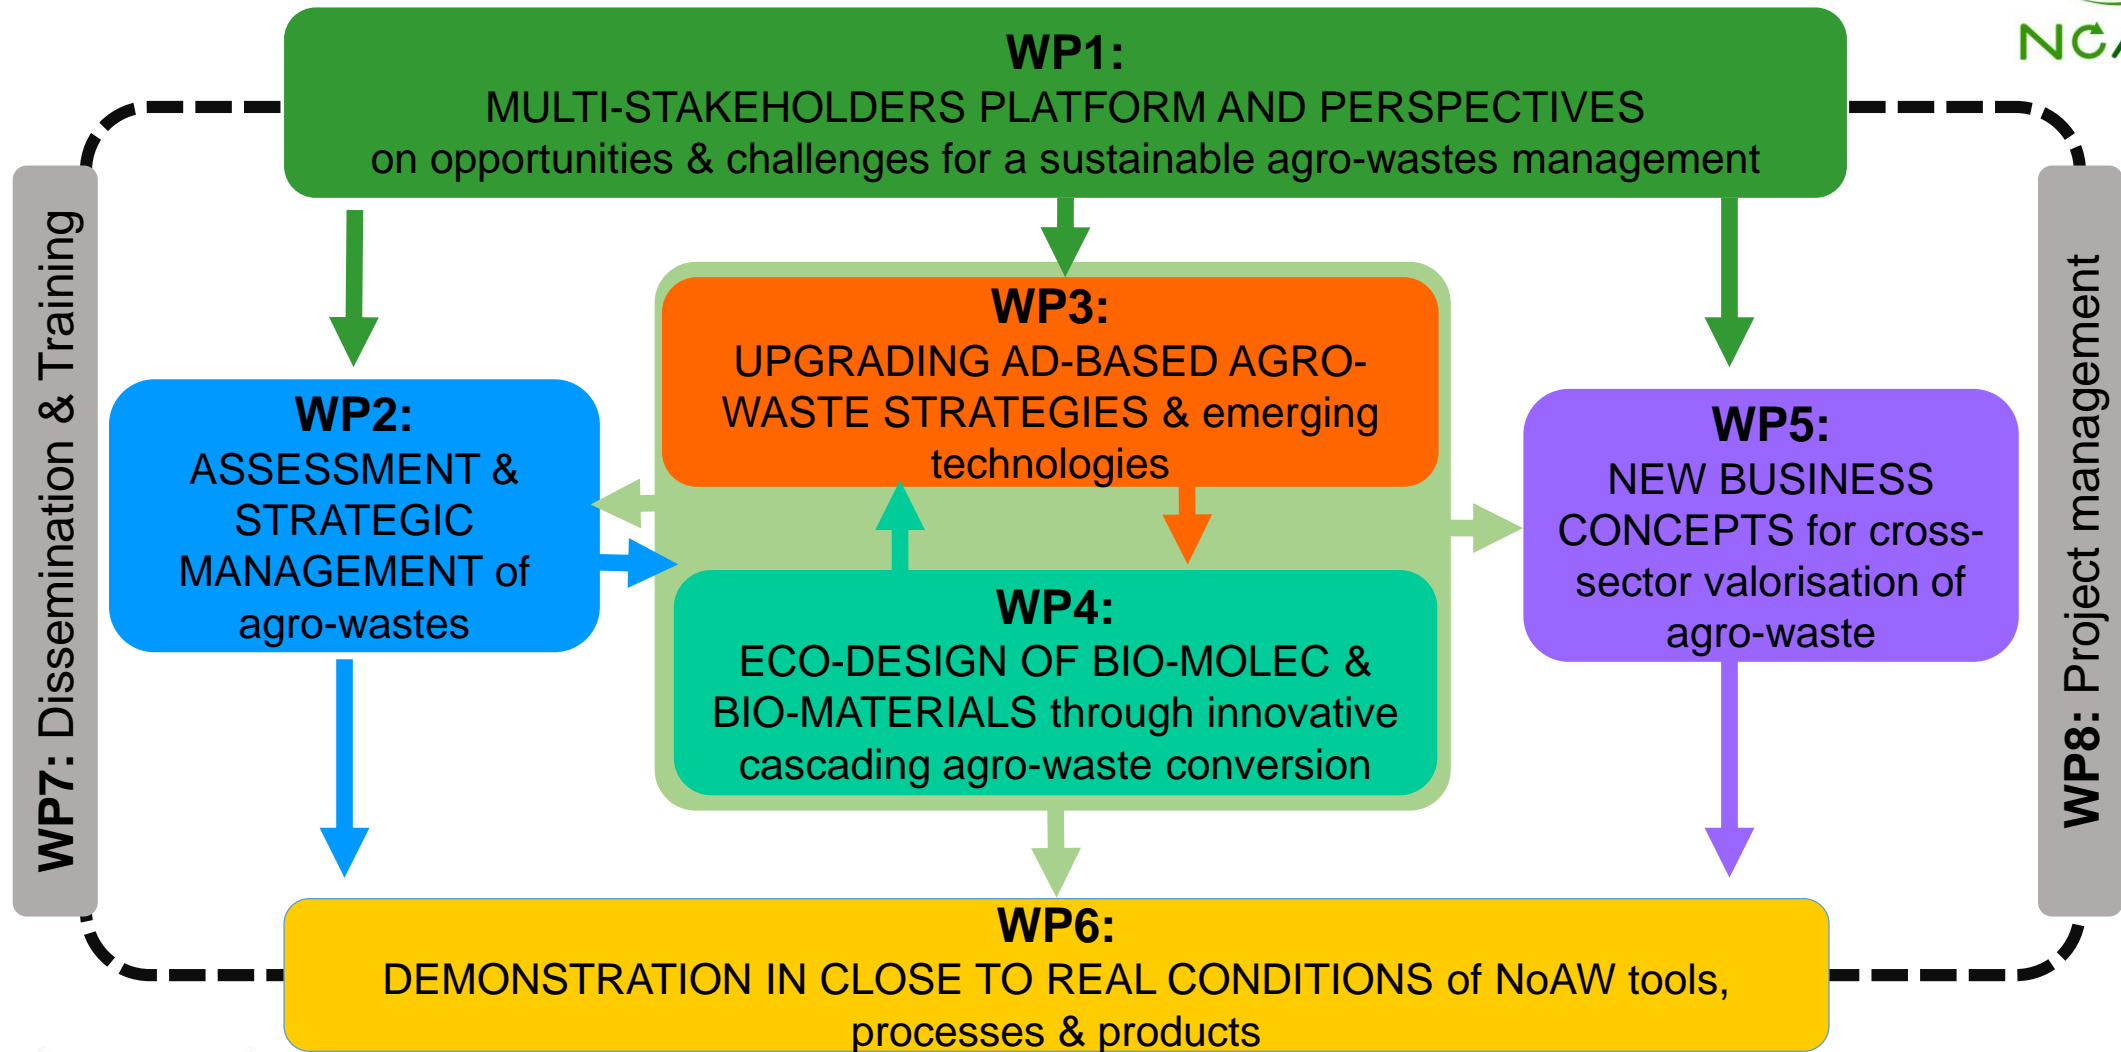 WP1:
MULTI-STAKEHOLDERS PLATFORM AND PERSPECTIVES
on opportunities & challenges for a sustainable agro-wastes management
WP7: Dissemination & Training
WP2:
ASSESSMENT &
STRATEGIC
MANAGEMENT of
agro-wastes
WP3:
UPGRADING AD-BASED AGRO-
WASTE STRATEGIES & emerging
technologies
WP4:
ECO-DESIGN OF BIO-MOLEC &
BIO-MATERIALS through innovative
cascading agro-waste conversion
WP5:
NEW BUSINESS
CONCEPTS for cross-
sector valorisation of
agro-waste
WP8: Project management
WP6:
DEMONSTRATION IN CLOSE TO REAL CONDITIONS of NoAW tools,
processes & products